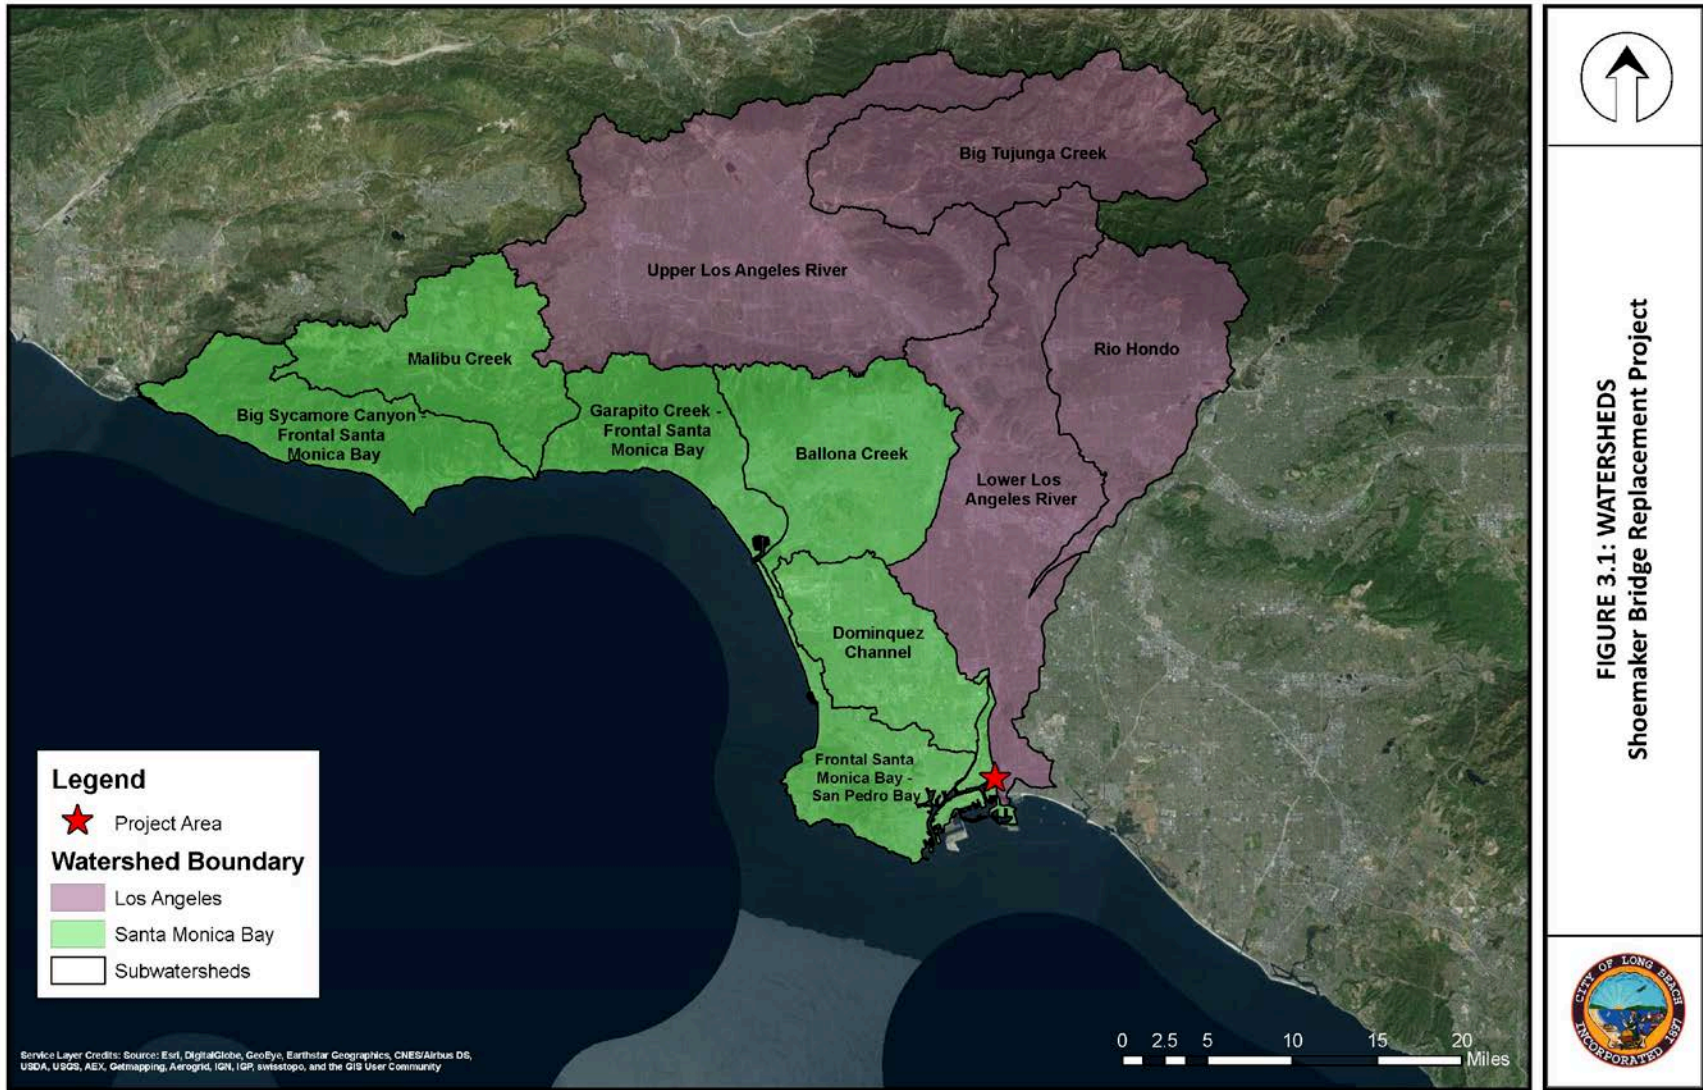 Big Tujunga Creek
Upper Los Angeles River
Rio Hondo
Malibu Creek
Big Sycamore Canyon -
Frontal Santa
Monica Bay
Garapito Creek -
Frontal Santa
Monica Bay
Ballona Creek
Lower Los
Angeles River
Dominquez
Channel
Frontal Santa
Monica Bay -
San Pedro Bay
Legend
Project Area
Watershed Boundary
Los Angeles
Santa Monica Bay
Subwatersheds
Service Layer Credits: Source: Esri, DigitalGlobe, GeoEye, Earthstar Geographics, CNES/Airbus DS,
USDA, USGS, AEX, Getmapping, Aerogrid, IGN, IGP, swisstopo, and the GIS User Community
0 2.5 5 10 15 20
Miles
FIGURE 3.1: WATERSHEDS
Shoemaker Bridge Replacement Project
CITY OF LONG BEACH
INCORPORATED 1897